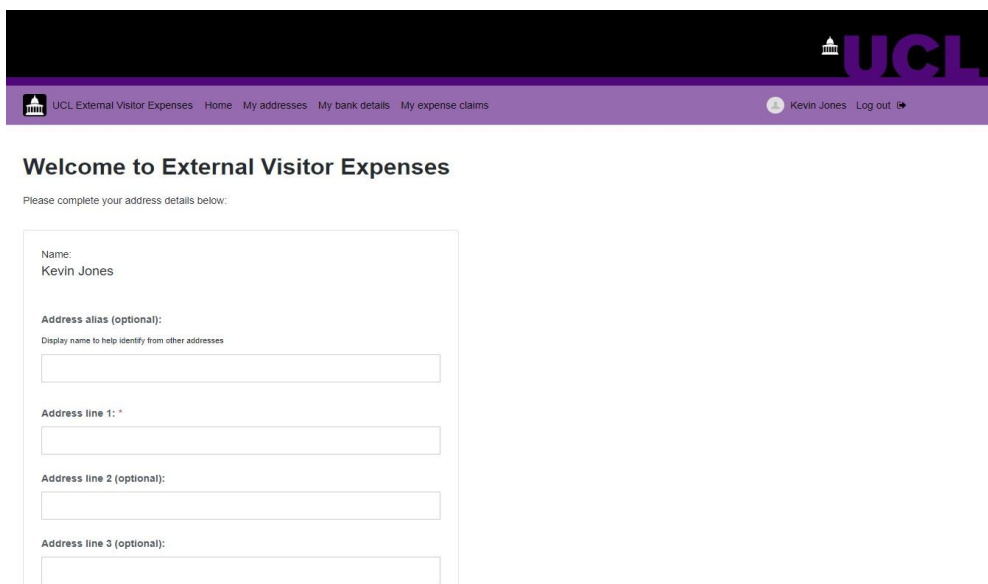 UCL
UCL External Visitor Expenses Home My addresses My bank details My expense claims Kevin Jones Log out
Welcome to External Visitor Expenses
Please complete your address details below:
Name:
Kevin Jones
Address alias (optional):
Display name to help identify from other addresses
Address line 1: *
Address line 2 (optional):
Address line 3 (optional):